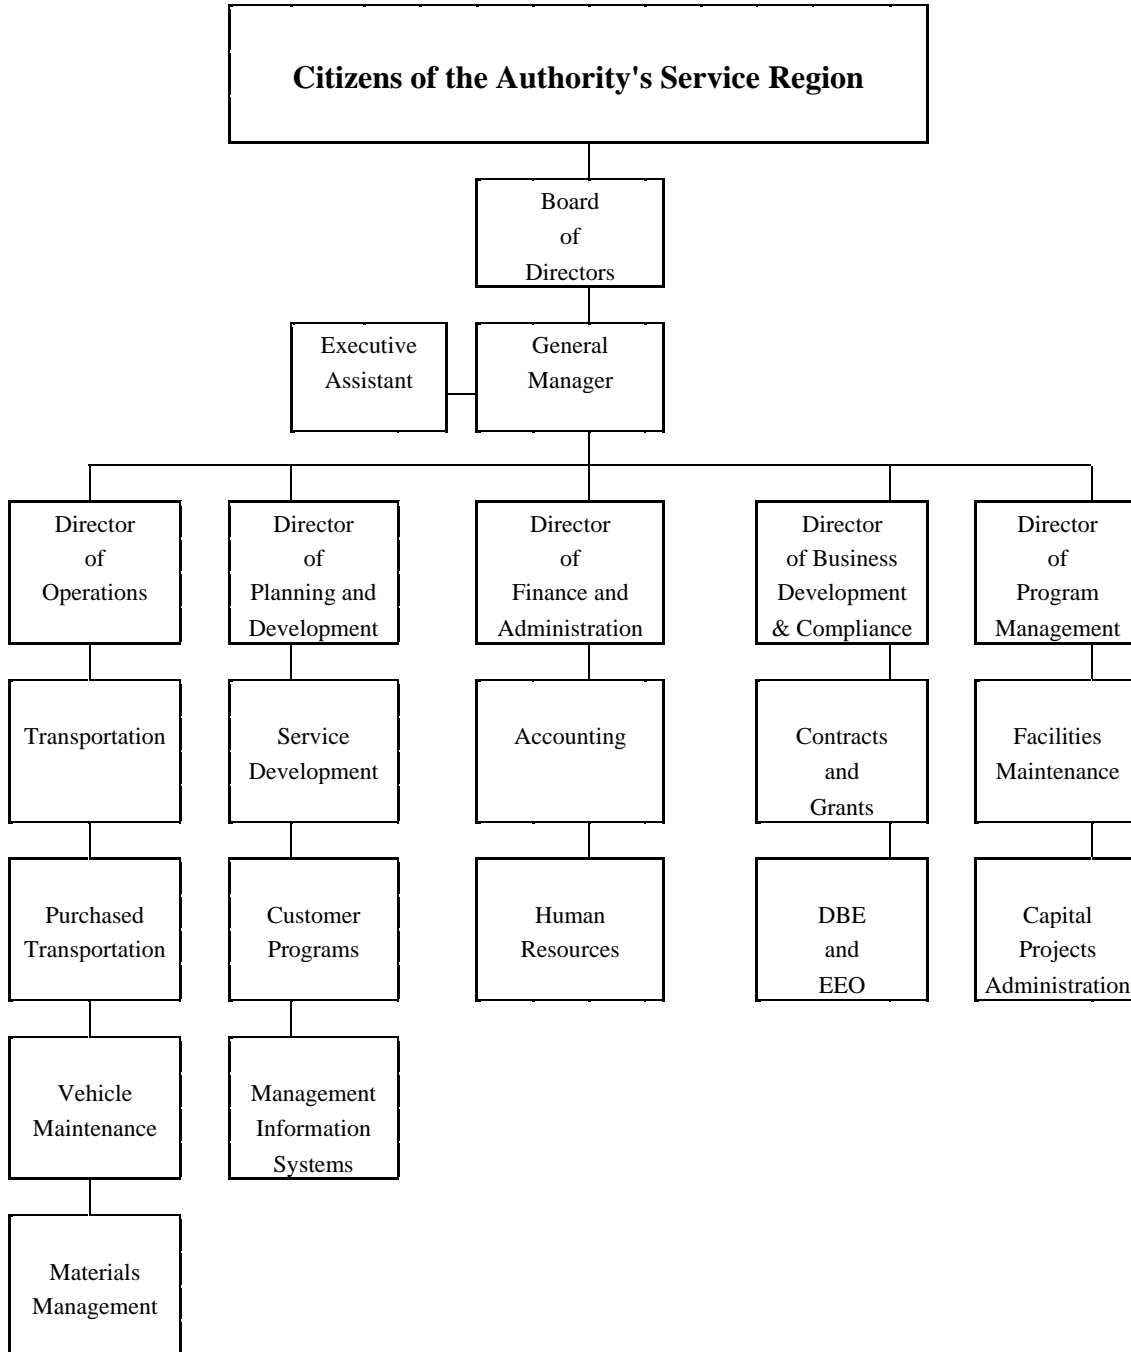 Citizens of the Authority's Service Region
Board
of
Directors
Executive
Assistant
General
Manager
Director
of
Operations
Director
of
Planning and
Development
Director
of
Finance and
Administration
Director
of Business
Development
& Compliance
Director
of
Program
Management
Transportation
Service
Development
Accounting
Contracts
and
Grants
Facilities
Maintenance
Purchased
Transportation
Customer
Programs
Human
Resources
DBE
and
EEO
Capital
Projects
Administration
Vehicle
Maintenance
Management
Information
Systems
Materials
Management